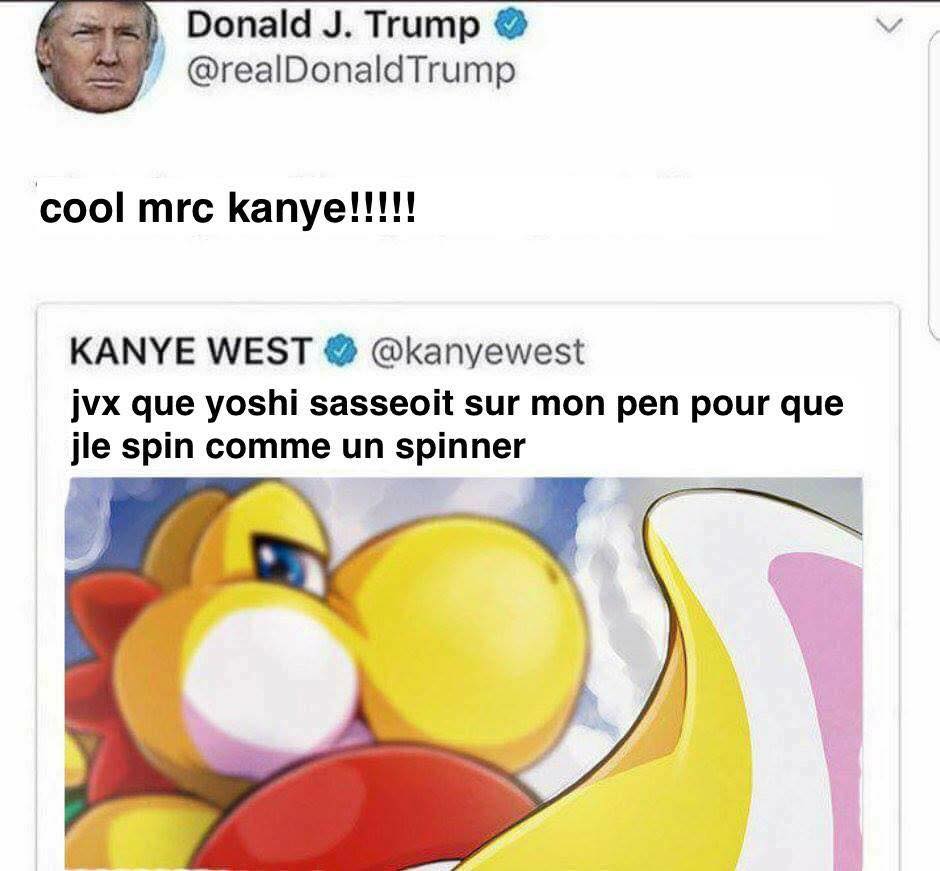 Donald J. Trump
@realDonaldTrump
cool mrc kanye!!!!!
KANYE WEST @kanyewest
jvx que yoshi sasseoit sur mon pen pour que
jle spin comme un spinner